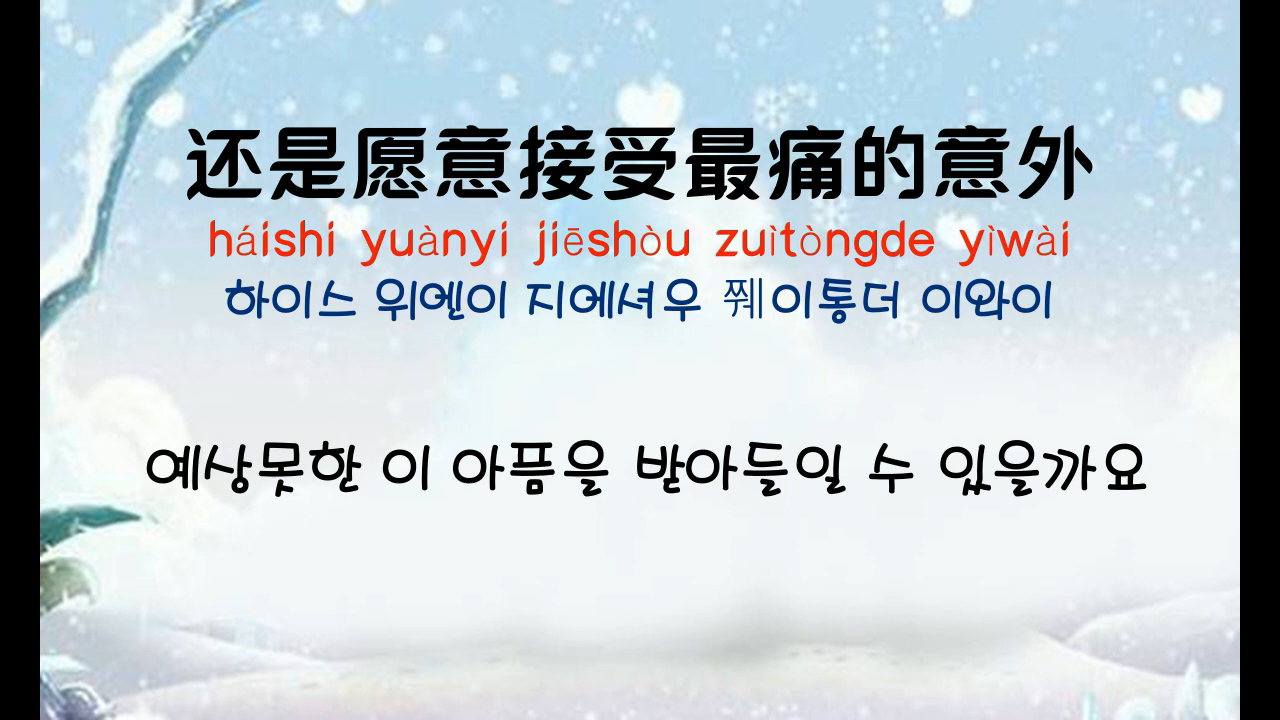 还是愿意接受最痛的意外
háishi yuànyi jiēshòu zuìtòngde yìwài
하이스 위엔이 지에셔우 쮀이통더 이와이
예상못한 이 아픔을 받아들일 수 있을까요